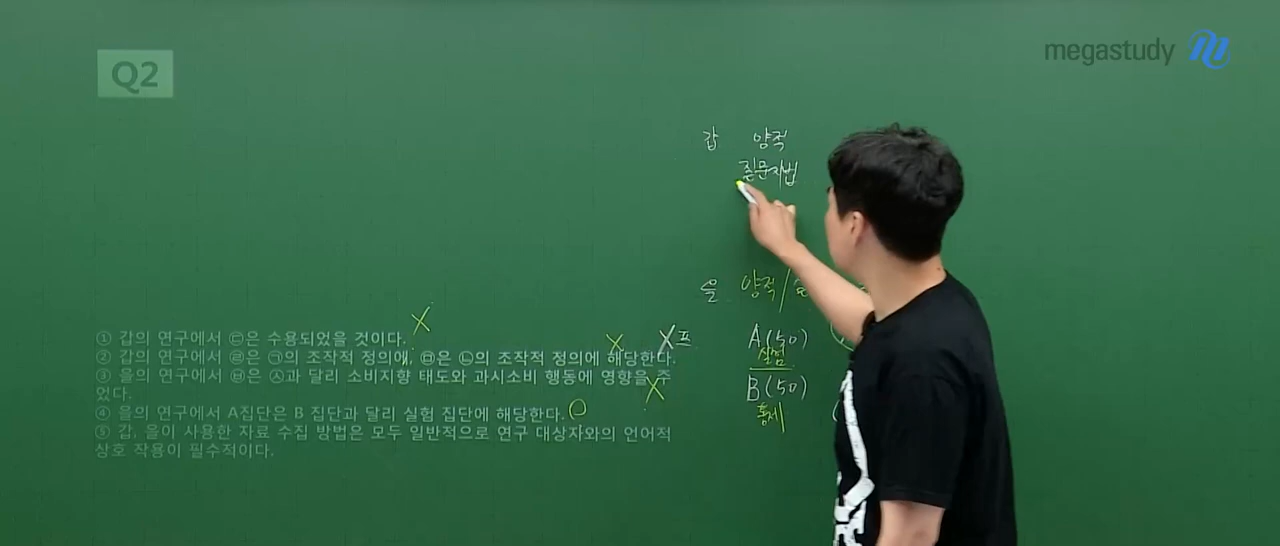 Q2
megastudy
갑 양적
질문지법
을 양적/
A(50)
실험
B(50)
통제
① 갑의 연구에서 ㉢은 수용되었을 것이다. X
② 갑의 연구에서 ㉣은 ㉠의 조작적 정의에, ㉤은 ㉡의 조작적 정의에 해당한다. X X프
③ 을의 연구에서 ㉥은 ㉦과 달리 소비지향 태도와 과시소비 행동에 영향을 주
었다. X
④ 을의 연구에서 A집단은 B 집단과 달리 실험 집단에 해당한다. O
⑤ 갑, 을이 사용한 자료 수집 방법은 모두 일반적으로 연구 대상자와의 언어적
상호 작용이 필수적이다.